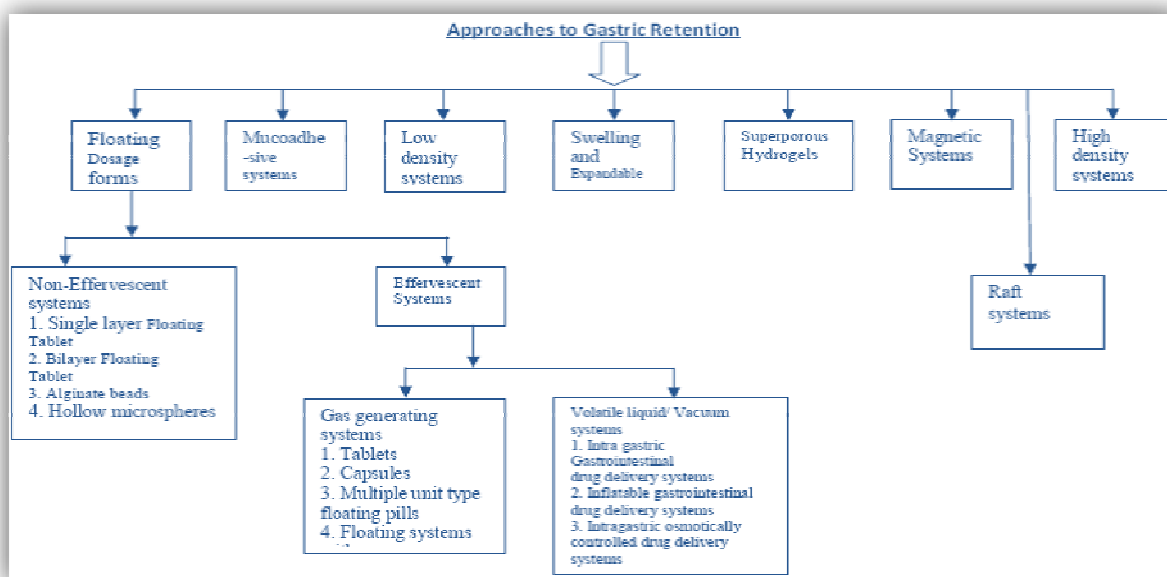 Approaches to Gastric Retention
Floating
Dosage
forms
Mucoadhe
-sive
systems
Low
density
systems
Swelling
and
Expandable
Superporous
Hydrogels
Magnetic
Systems
High
density
systems
Non-Effervescent
systems
1. Single layer Floating
Tablet
2. Bilayer Floating
Tablet
3. Alginate beads
4. Hollow microspheres
Effervescent
Systems
Raft
systems
Gas generating
systems
1. Tablets
2. Capsules
3. Multiple unit type
floating pills
4. Floating systems
Volatile liquid/ Vacuum
systems
1. Intra gastric
Gastrointestinal
drug delivery systems
2. Inflatable gastrointestinal
drug delivery systems
3. Intragastric osmotically
controlled drug delivery
systems